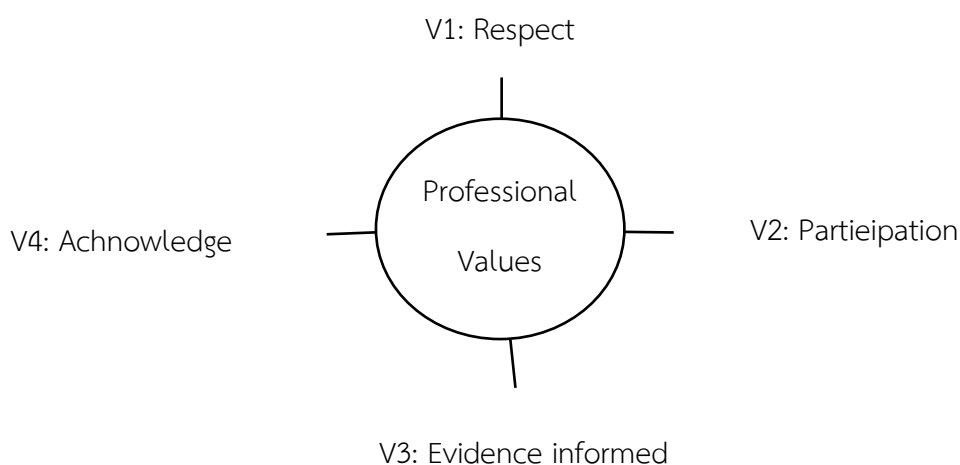 V1: Respect
Professional
Values
V4: Achnowledge
V2: Partieipation
V3: Evidence informed